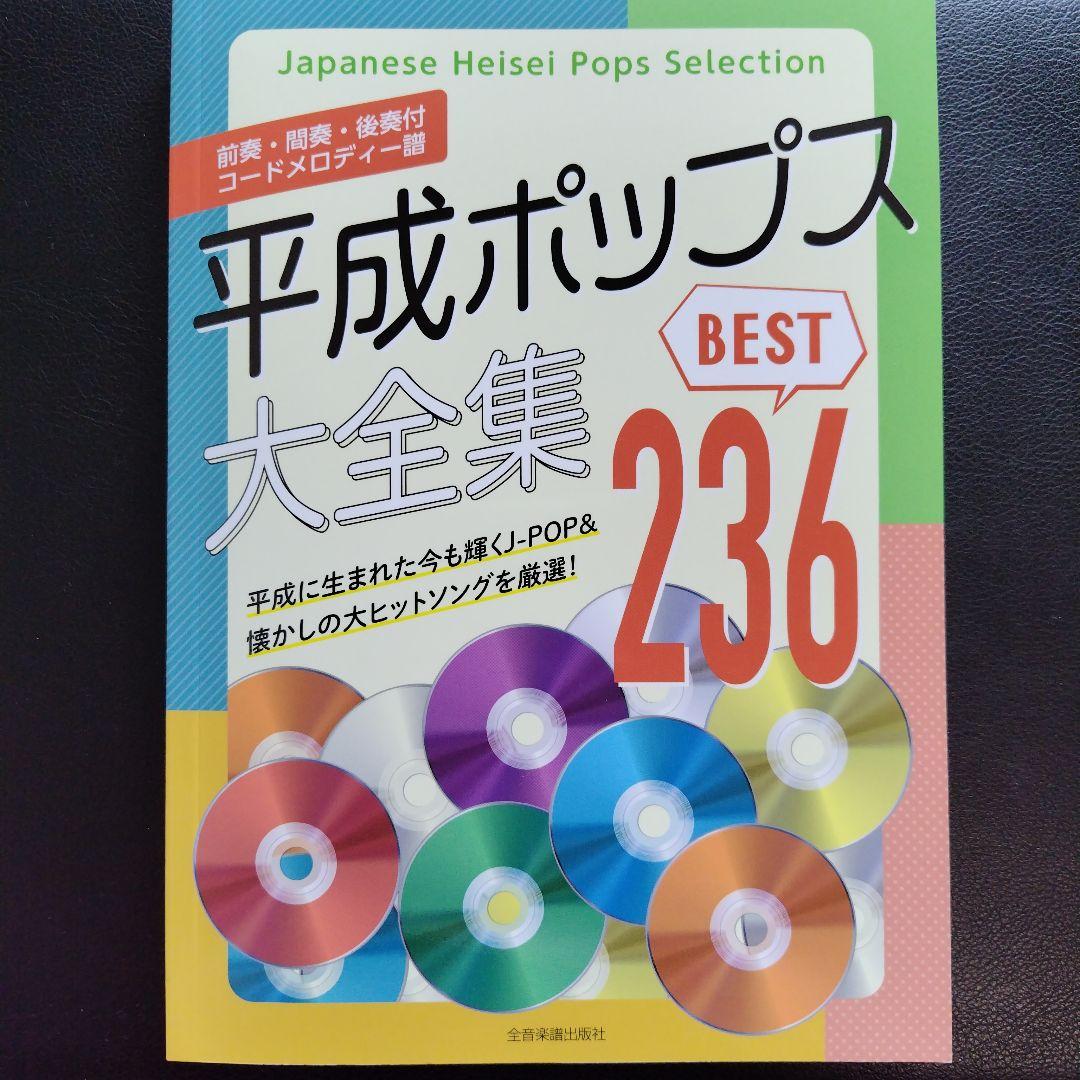 Japanese Heisei Pops Selection
前奏・間奏・後奏付
コードメロディー譜
平成ポップス
BEST
大全集
236
平成に生まれた今も輝くJ-POP&
懐かしの大ヒットソングを厳選!
全音楽譜出版社